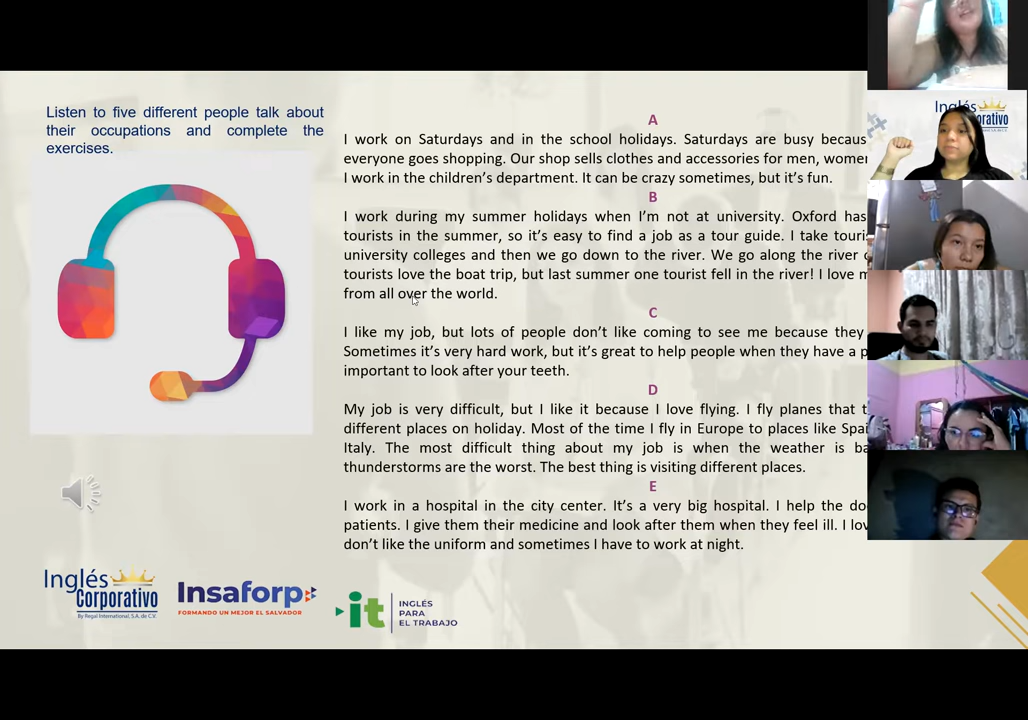 Listen to five different people talk about
their occupations and complete the
exercises.
A
I work on Saturdays and in the school holidays. Saturdays are busy
everyone goes shopping. Our shop sells clothes and accessories for men,
I work in the children's department. It can be crazy sometimes, but it's fun.
B
I work during my summer holidays when I'm not at university. Oxford has
tourists in the summer, so it's easy to find a job as a tour guide. I take
university colleges and then we go down to the river. We go along the river
tourists love the boat trip, but last summer one tourist fell in the river! I love
from all over the world.
C
I like my job, but lots of people don't like coming to see me because they
Sometimes it's very hard work, but it's great to help people when they have a
important to look after your teeth.
D
My job is very difficult, but I like it because I love flying. I fly planes that
different places on holiday. Most of the time I fly in Europe to places like
Italy. The most difficult thing about my job is when the weather is
thunderstorms are the worst. The best thing is visiting different places.
E
I work in a hospital in the city center. It's a very big hospital. I help the
patients. I give them their medicine and look after them when they feel ill. I
don't like the uniform and sometimes I have to work at night.
Inglés
Corporativo
By Regal International, S.A. de C.V.
Insaforp
FORMANDO UN MEJOR EL SALVADOR
it
INGLÉS
PARA
EL TRABAJO